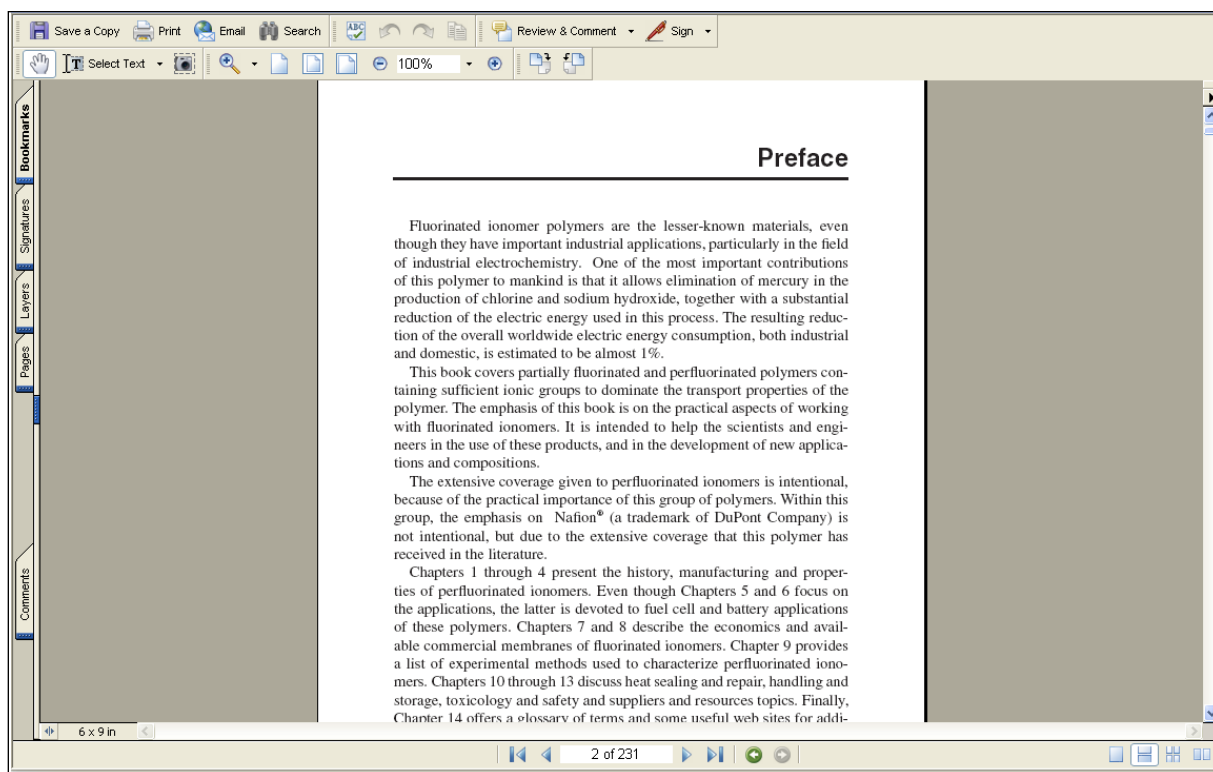 Save a Copy Print Email Search Review & Comment Sign
Select Text 100%
Bookmarks
Signatures
Layers
Pages
Comments
Preface
Fluorinated ionomer polymers are the lesser-known materials, even
though they have important industrial applications, particularly in the field
of industrial electrochemistry. One of the most important contributions
of this polymer to mankind is that it allows elimination of mercury in the
production of chlorine and sodium hydroxide, together with a substantial
reduction of the electric energy used in this process. The resulting reduc-
tion of the overall worldwide electric energy consumption, both industrial
and domestic, is estimated to be almost 1%.
This book covers partially fluorinated and perfluorinated polymers con-
taining sufficient ionic groups to dominate the transport properties of the
polymer. The emphasis of this book is on the practical aspects of working
with fluorinated ionomers. It is intended to help the scientists and engi-
neers in the use of these products, and in the development of new applica-
tions and compositions.
The extensive coverage given to perfluorinated ionomers is intentional,
because of the practical importance of this group of polymers. Within this
group, the emphasis on Nafion® (a trademark of DuPont Company) is
not intentional, but due to the extensive coverage that this polymer has
received in the literature.
Chapters 1 through 4 present the history, manufacturing and proper-
ties of perfluorinated ionomers. Even though Chapters 5 and 6 focus on
the applications, the latter is devoted to fuel cell and battery applications
of these polymers. Chapters 7 and 8 describe the economics and avail-
able commercial membranes of fluorinated ionomers. Chapter 9 provides
a list of experimental methods used to characterize perfluorinated iono-
mers. Chapters 10 through 13 discuss heat sealing and repair, handling and
storage, toxicology and safety and suppliers and resources topics. Finally,
Chapter 14 offers a glossary of terms and some useful web sites for addi-
6 x 9 in
2 of 231